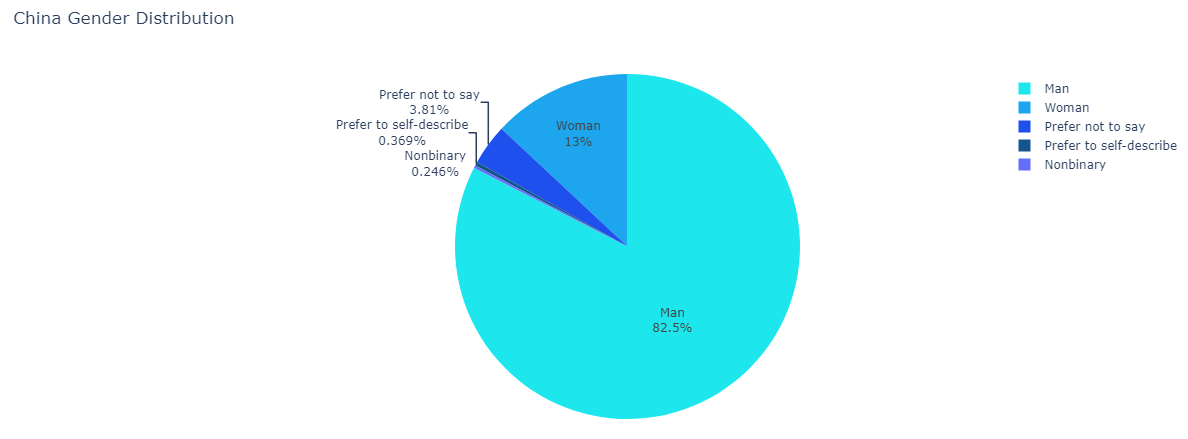 China Gender Distribution
Prefer not to say
3.81%
Prefer to self-describe
0.369%
Nonbinary
0.246%
Woman
13%
Man
82.5%
Man
Woman
Prefer not to say
Prefer to self-describe
Nonbinary